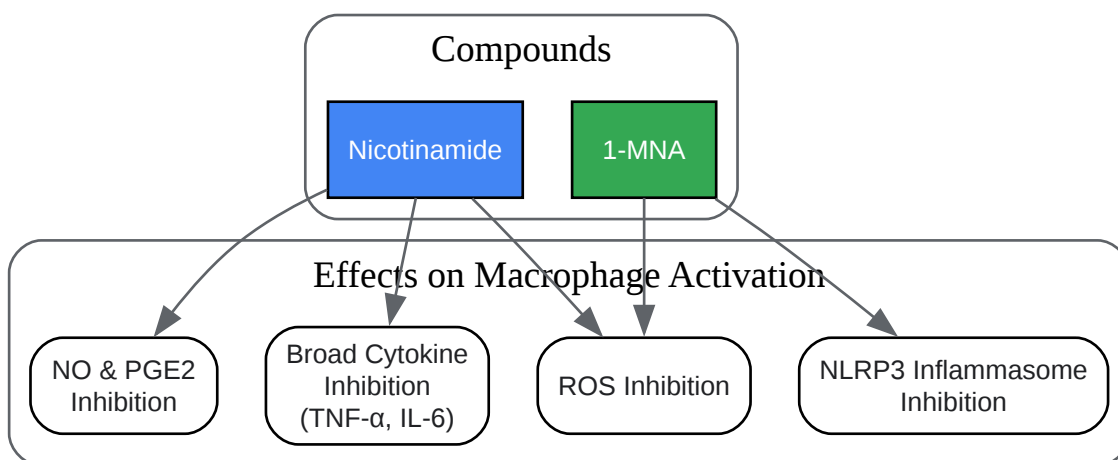 Compounds
Nicotinamide
1-MNA
Effects on Macrophage Activation
NO & PGE2
Inhibition
Broad Cytokine
Inhibition
(TNF-α, IL-6)
ROS Inhibition
NLRP3 Inflammasome
Inhibition